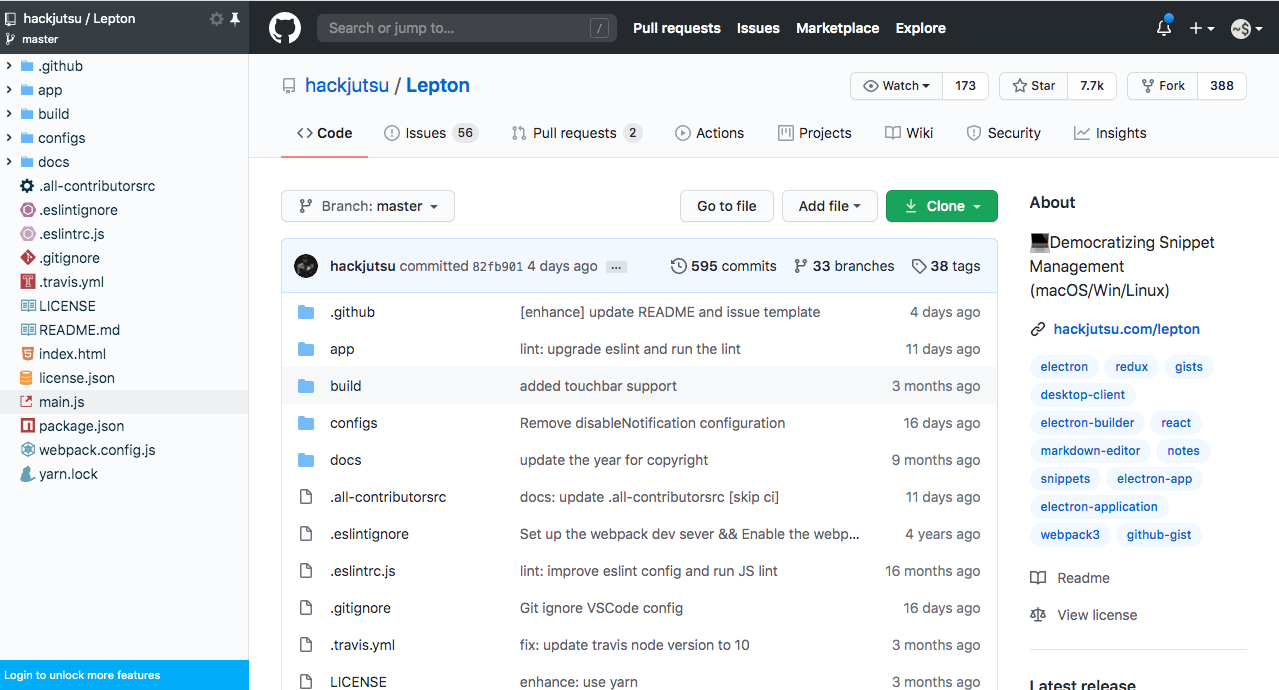 hackjutsu / Lepton
master
.github
app
build
configs
docs
.all-contributorsrc
.eslintignore
.eslintrc.js
.gitignore
.travis.yml
LICENSE
README.md
index.html
license.json
main.js
package.json
webpack.config.js
yarn.lock
Login to unlock more features
Search or jump to... /
Pull requests Issues Marketplace Explore
hackjutsu / Lepton
Watch 173 Star 7.7k Fork 388
Code Issues 56 Pull requests 2 Actions Projects Wiki Security Insights
Branch: master Go to file Add file Clone
hackjutsu committed 82fb901 4 days ago ... 595 commits 33 branches 38 tags
.github [enhance] update README and issue template 4 days ago
app lint: upgrade eslint and run the lint 11 days ago
build added touchbar support 3 months ago
configs Remove disableNotification configuration 16 days ago
docs update the year for copyright 9 months ago
.all-contributorsrc docs: update .all-contributorsrc [skip ci] 11 days ago
.eslintignore Set up the webpack dev sever && Enable the webp... 4 years ago
.eslintrc.js lint: improve eslint config and run JS lint 16 months ago
.gitignore Git ignore VSCode config 16 days ago
.travis.yml fix: update travis node version to 10 3 months ago
LICENSE enhance: use yarn 3 months ago
About
Democratizing Snippet
Management
(macOS/Win/Linux)
hackjutsu.com/lepton
electron redux gists
desktop-client
electron-builder react
markdown-editor notes
snippets electron-app
electron-application
webpack3 github-gist
Readme
View license
Latest release